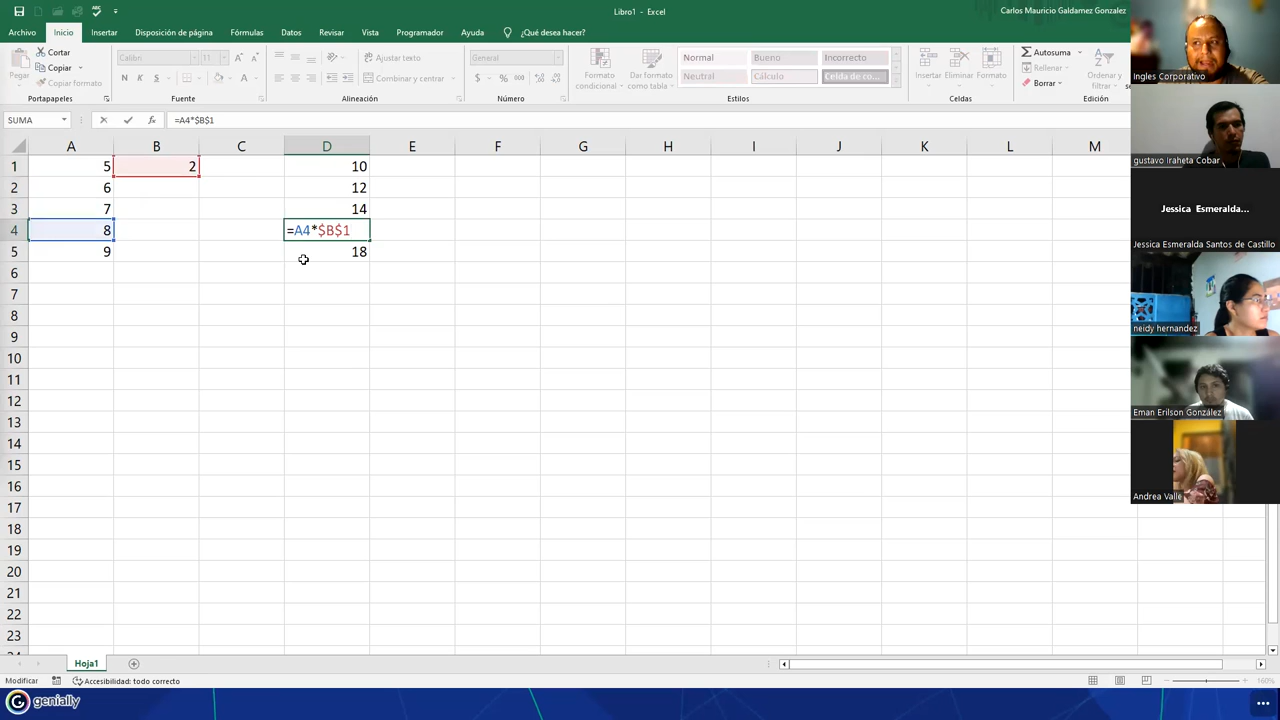 Libro1 - Excel
Carlos Mauricio Galdamez Gonzalez
Archivo Inicio Insertar Disposición de página Fórmulas Datos Revisar Vista Programador Ayuda ¿Qué desea hacer?
Pegar
Cortar
Copiar
Copiar formato
Portapapeles
Calibri
N K S
Fuente
Ajustar texto
Combinar y centrar
Alineación
General
Número
Formato condicional
Dar formato como tabla
Normal Bueno Incorrecto
Neutral Cálculo Celda de co...
Estilos
Insertar Eliminar Formato
Celdas
Autosuma
Borrar
Ordenar y
Edición
SUMA fx =A4*$B$1
A B C D E F G H I J K L M
1 5 2 10
2 6 12
3 7 14
4 8 =A4*$B$1
5 9 18
6
7
8
9
10
11
12
13
14
15
16
17
18
19
20
21
22
23
Hoja1
Modificar Accesibilidad: todo correcto 160%
genially
Ingles Corporativo
gustavo Iraheta Cobar
Jessica Esmeralda...
Jessica Esmeralda Santos de Castillo
neidy hernandez
Eman Erilson González
Andrea Valle